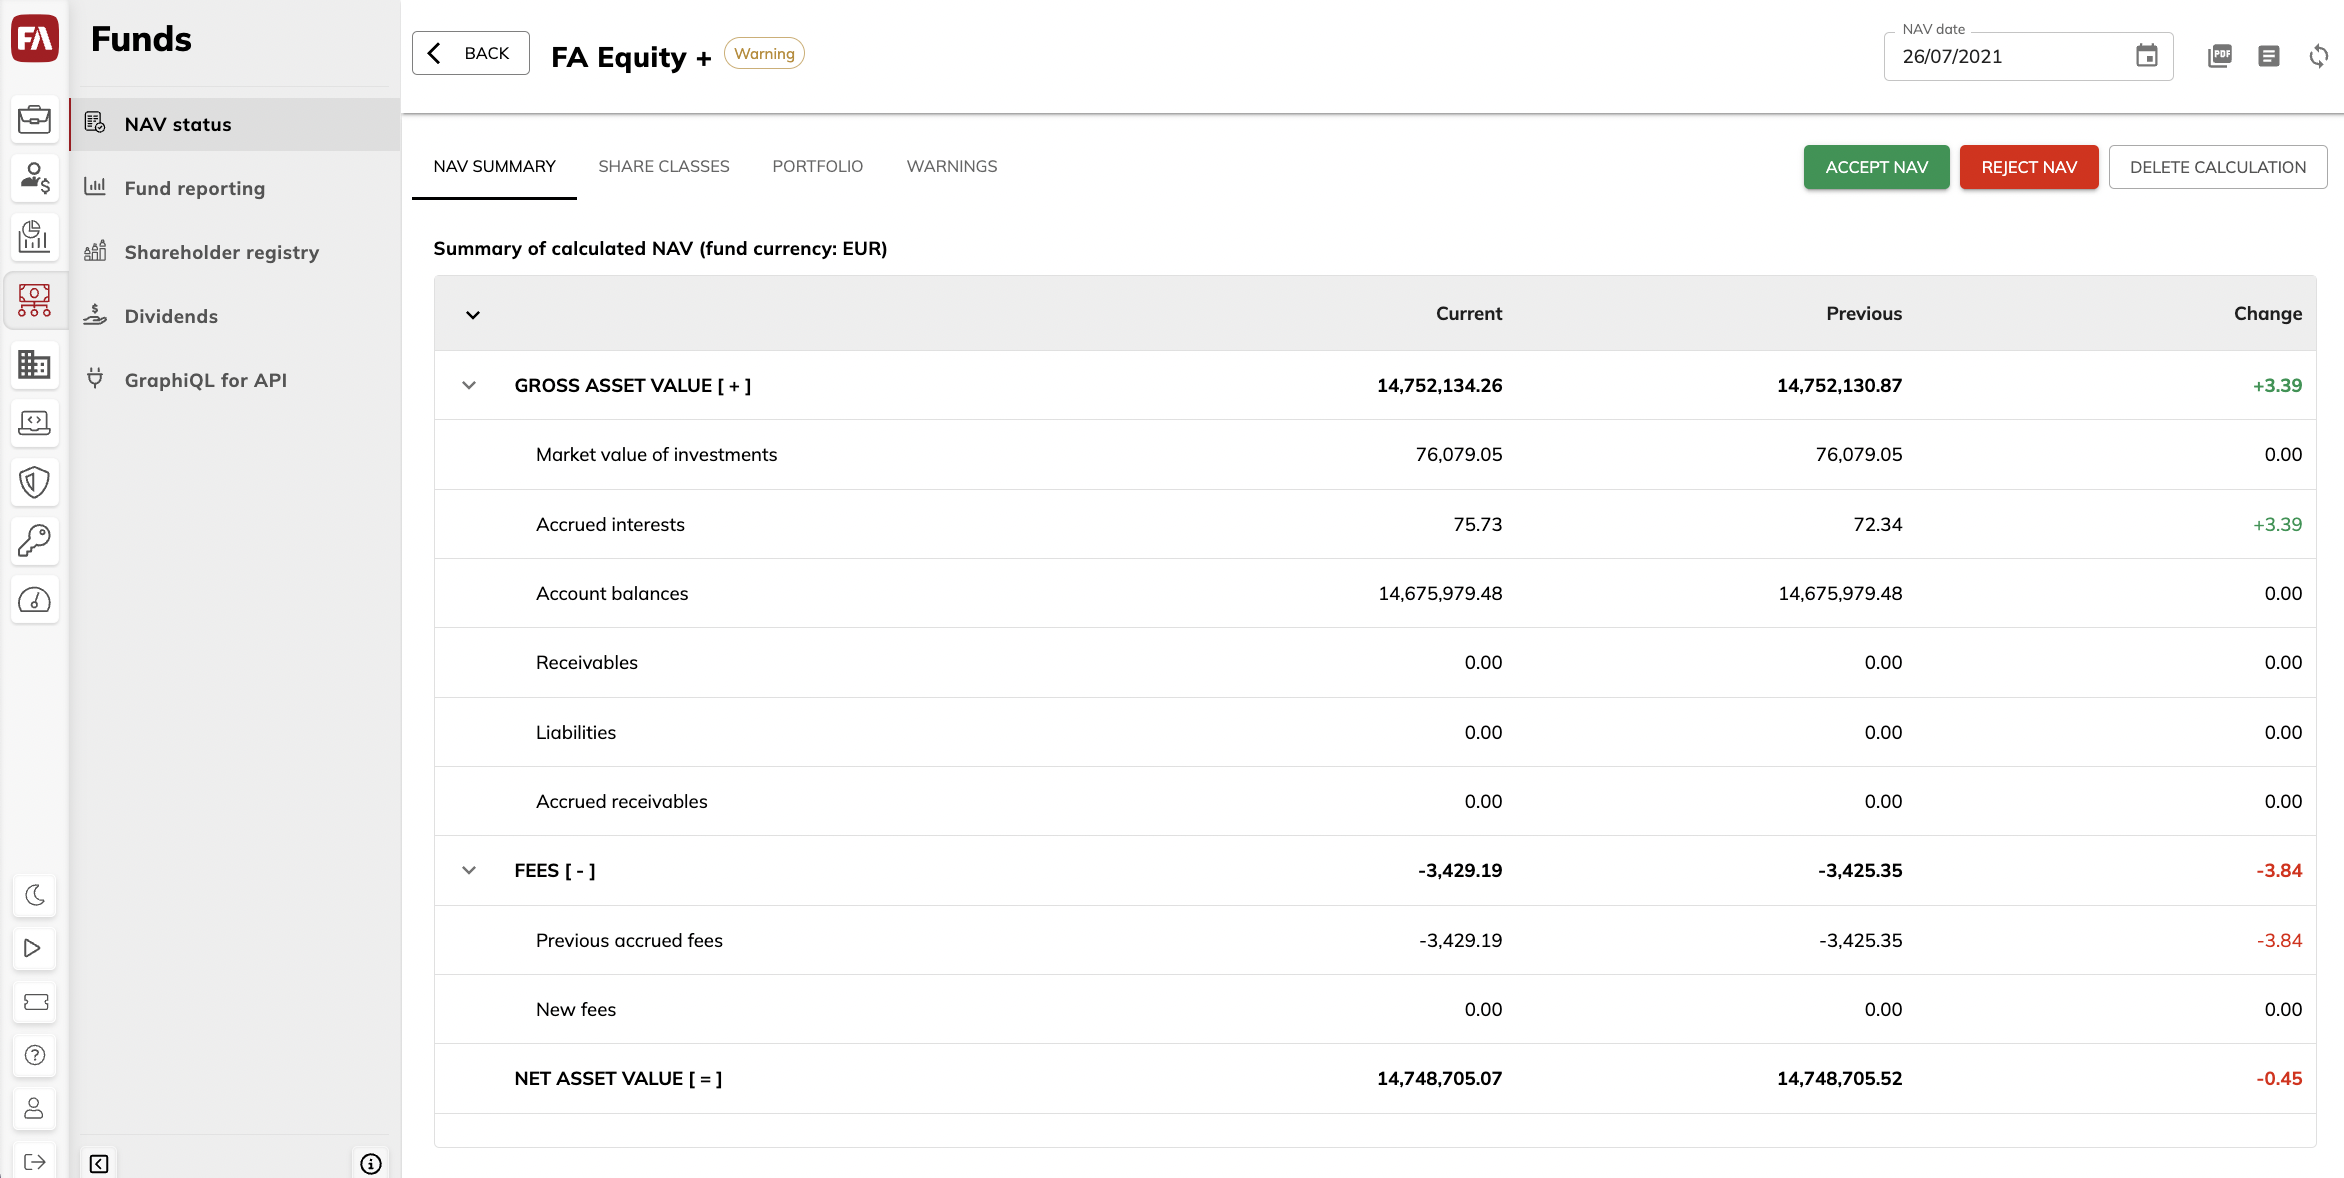 FA
Funds
NAV status
Fund reporting
Shareholder registry
Dividends
GraphiQL for API
BACK
FA Equity +
Warning
NAV date
26/07/2021
PDF
NAV SUMMARY
SHARE CLASSES
PORTFOLIO
WARNINGS
ACCEPT NAV
REJECT NAV
DELETE CALCULATION
Summary of calculated NAV (fund currency: EUR)
Current Previous Change
GROSS ASSET VALUE [ + ] 14,752,134.26 14,752,130.87 +3.39
Market value of investments 76,079.05 76,079.05 0.00
Accrued interests 75.73 72.34 +3.39
Account balances 14,675,979.48 14,675,979.48 0.00
Receivables 0.00 0.00 0.00
Liabilities 0.00 0.00 0.00
Accrued receivables 0.00 0.00 0.00
FEES [ - ] -3,429.19 -3,425.35 -3.84
Previous accrued fees -3,429.19 -3,425.35 -3.84
New fees 0.00 0.00 0.00
NET ASSET VALUE [ = ] 14,748,705.07 14,748,705.52 -0.45